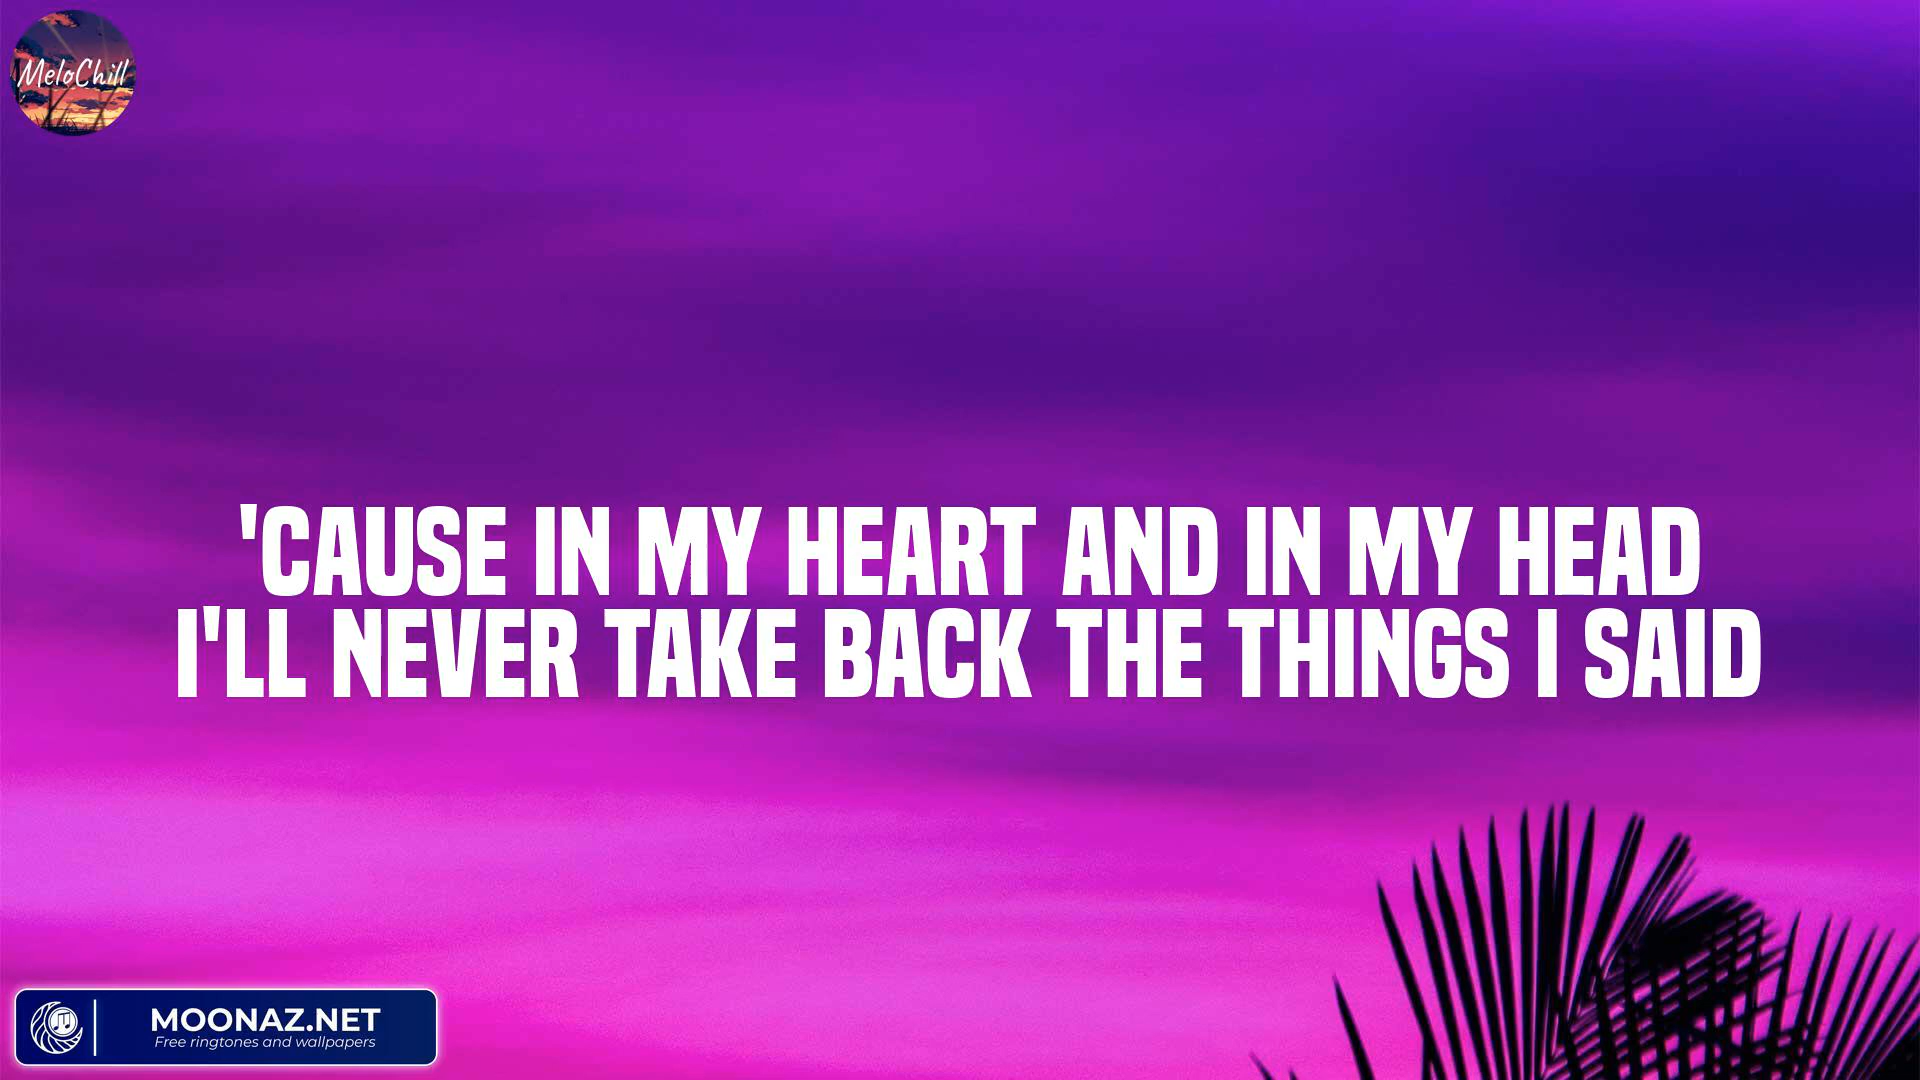 MeloChill
'CAUSE IN MY HEART AND IN MY HEAD
I'LL NEVER TAKE BACK THE THINGS I SAID
MOONAZ.NET
Free ringtones and wallpapers